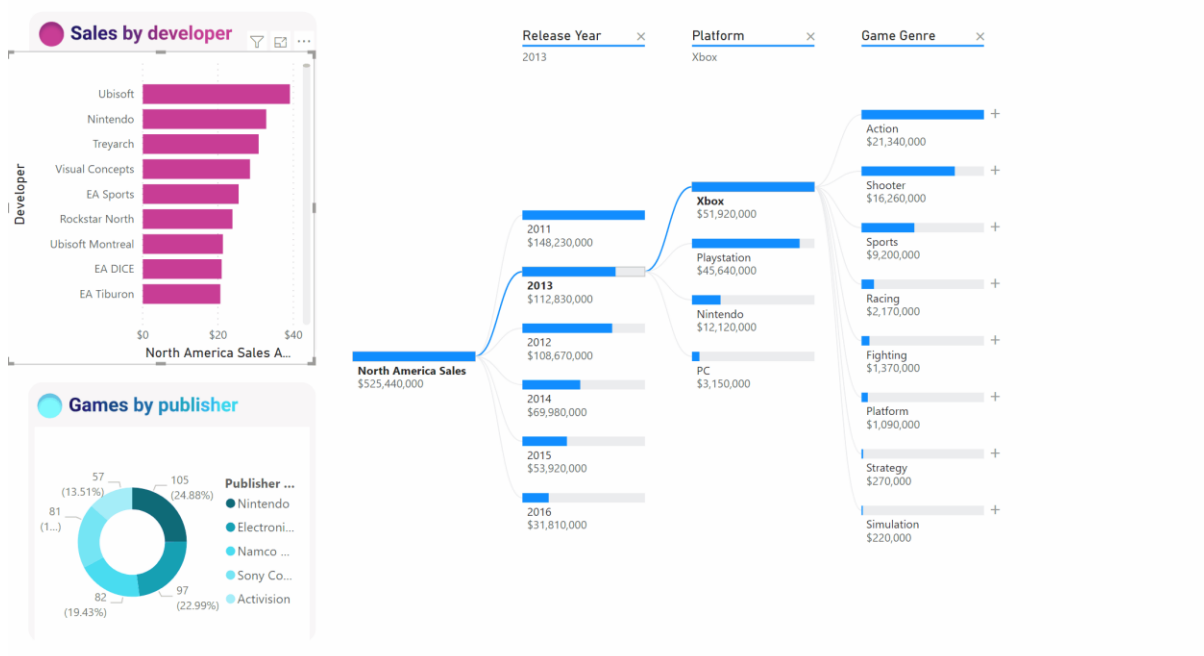 Sales by developer
...
Developer
Ubisoft
Nintendo
Treyarch
Visual Concepts
EA Sports
Rockstar North
Ubisoft Montreal
EA DICE
EA Tiburon
$0 $20 $40
North America Sales A...
Games by publisher
57
(13.51%)
105
(24.88%)
81
(1...)
82
(19.43%)
97
(22.99%)
Publisher ...
Nintendo
Electroni...
Namco ...
Sony Co...
Activision
North America Sales
$525,440,000
Release Year
2013
2011
$148,230,000
2013
$112,830,000
2012
$108,670,000
2014
$69,980,000
2015
$53,920,000
2016
$31,810,000
Platform
Xbox
Xbox
$51,920,000
Playstation
$45,640,000
Nintendo
$12,120,000
PC
$3,150,000
Game Genre
Action
$21,340,000
Shooter
$16,260,000
Sports
$9,200,000
Racing
$2,170,000
Fighting
$1,370,000
Platform
$1,090,000
Strategy
$270,000
Simulation
$220,000